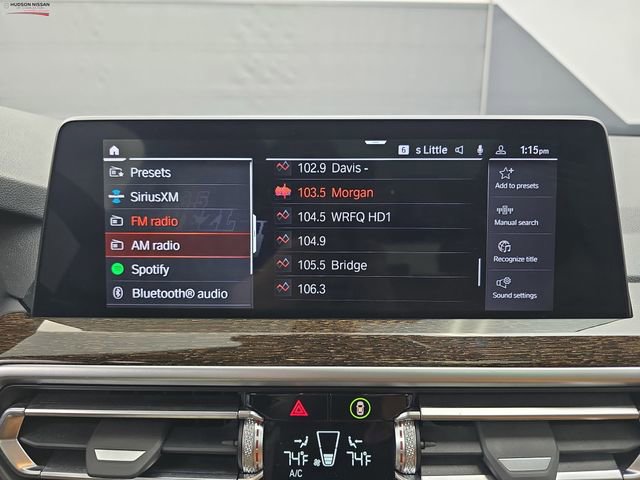 HUDSON NISSAN
6 s Little 1:15pm
Presets
SiriusXM
FM radio
AM radio
Spotify
Bluetooth® audio
102.9 Davis -
103.5 Morgan
104.5 WRFQ HD1
104.9
105.5 Bridge
106.3
Add to presets
Manual search
Recognize title
Sound settings
74°F 74°F
A/C